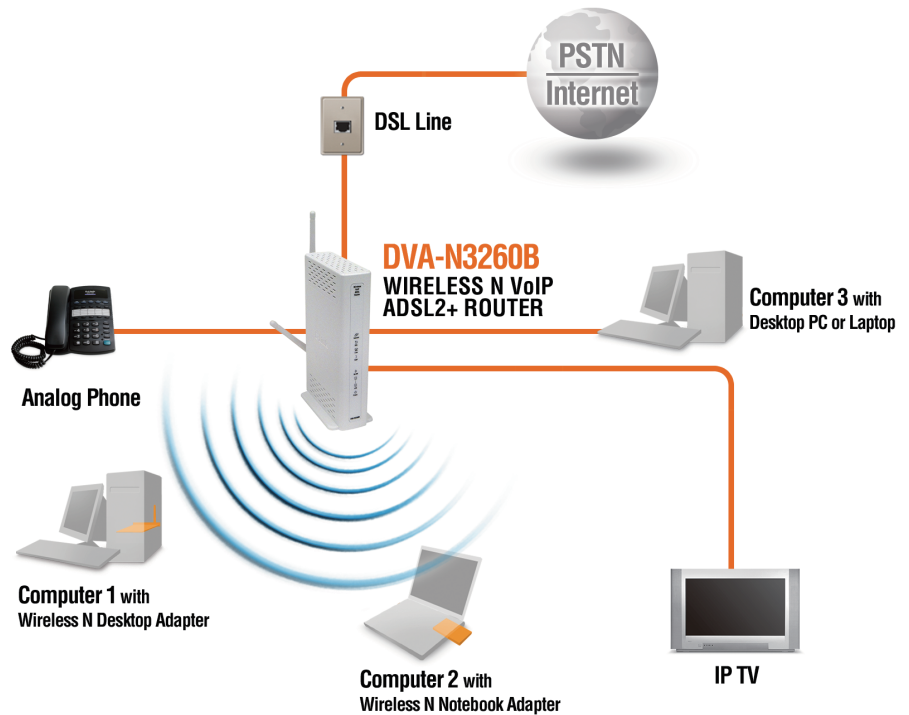 PSTN
Internet
DSL Line
DVA-N3260B
WIRELESS N VoIP
ADSL2+ ROUTER
Computer 3 with
Desktop PC or Laptop
Analog Phone
Computer 1 with
Wireless N Desktop Adapter
Computer 2 with
Wireless N Notebook Adapter
IP TV